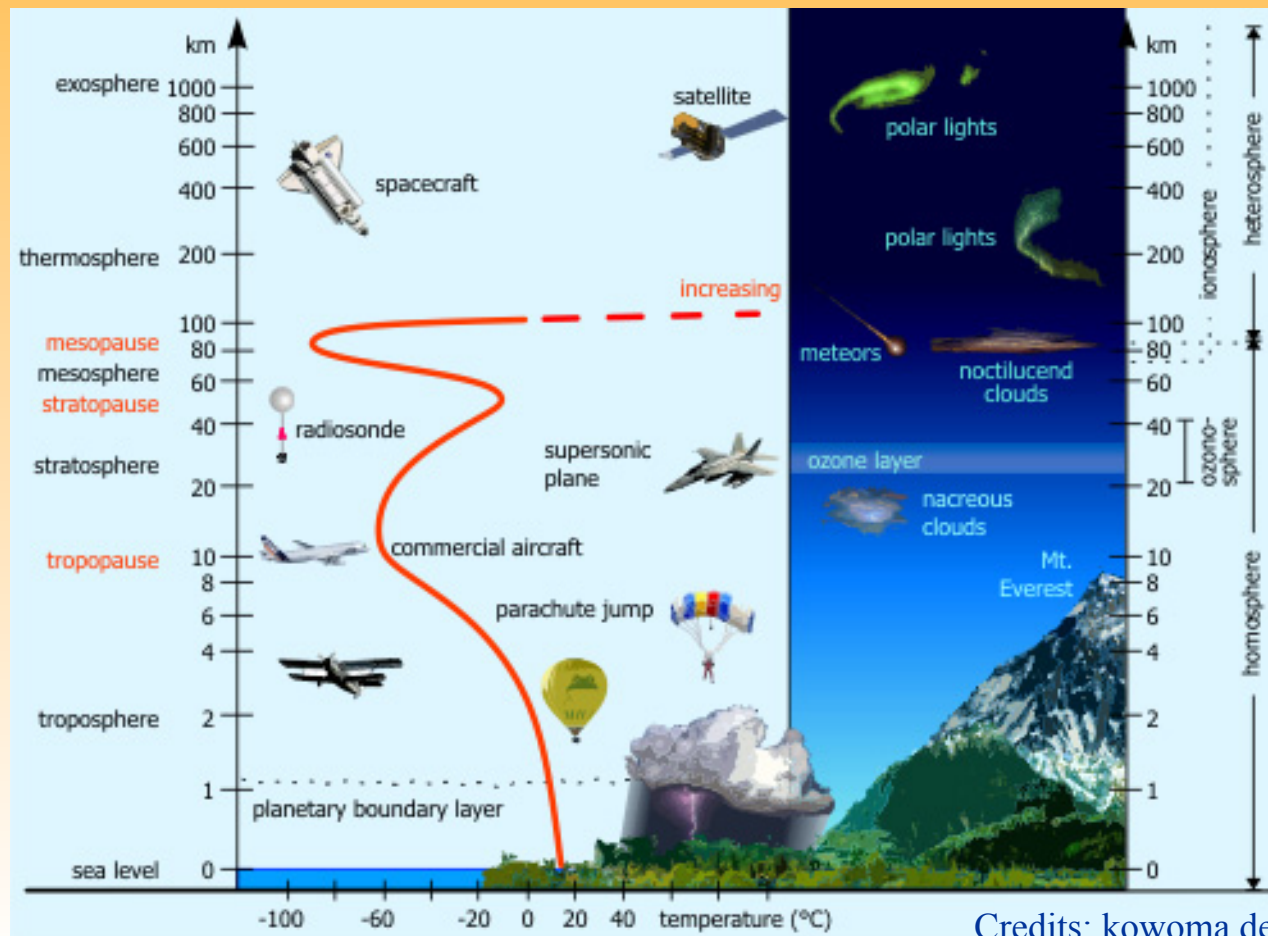 km
exosphere 1000
800
600
400
200
thermosphere
100
mesopause
80
mesosphere
60
stratopause
40
stratosphere
20
tropopause
10
8
6
4
troposphere
2
1
sea level 0
satellite
spacecraft
increasing
radiosonde
supersonic
plane
commercial aircraft
parachute jump
planetary boundary layer
-100 -60 -20 0 20 40 temperature (°C)
polar lights
polar lights
meteors
noctilucend
clouds
ozone layer
nacreous
clouds
Mt.
Everest
km
1000
800
600
400
200
100
80
60
40
20
10
8
6
4
2
1
0
ionosphere
ozono-
sphere
heterosphere
homosphere
Credits: kowoma de